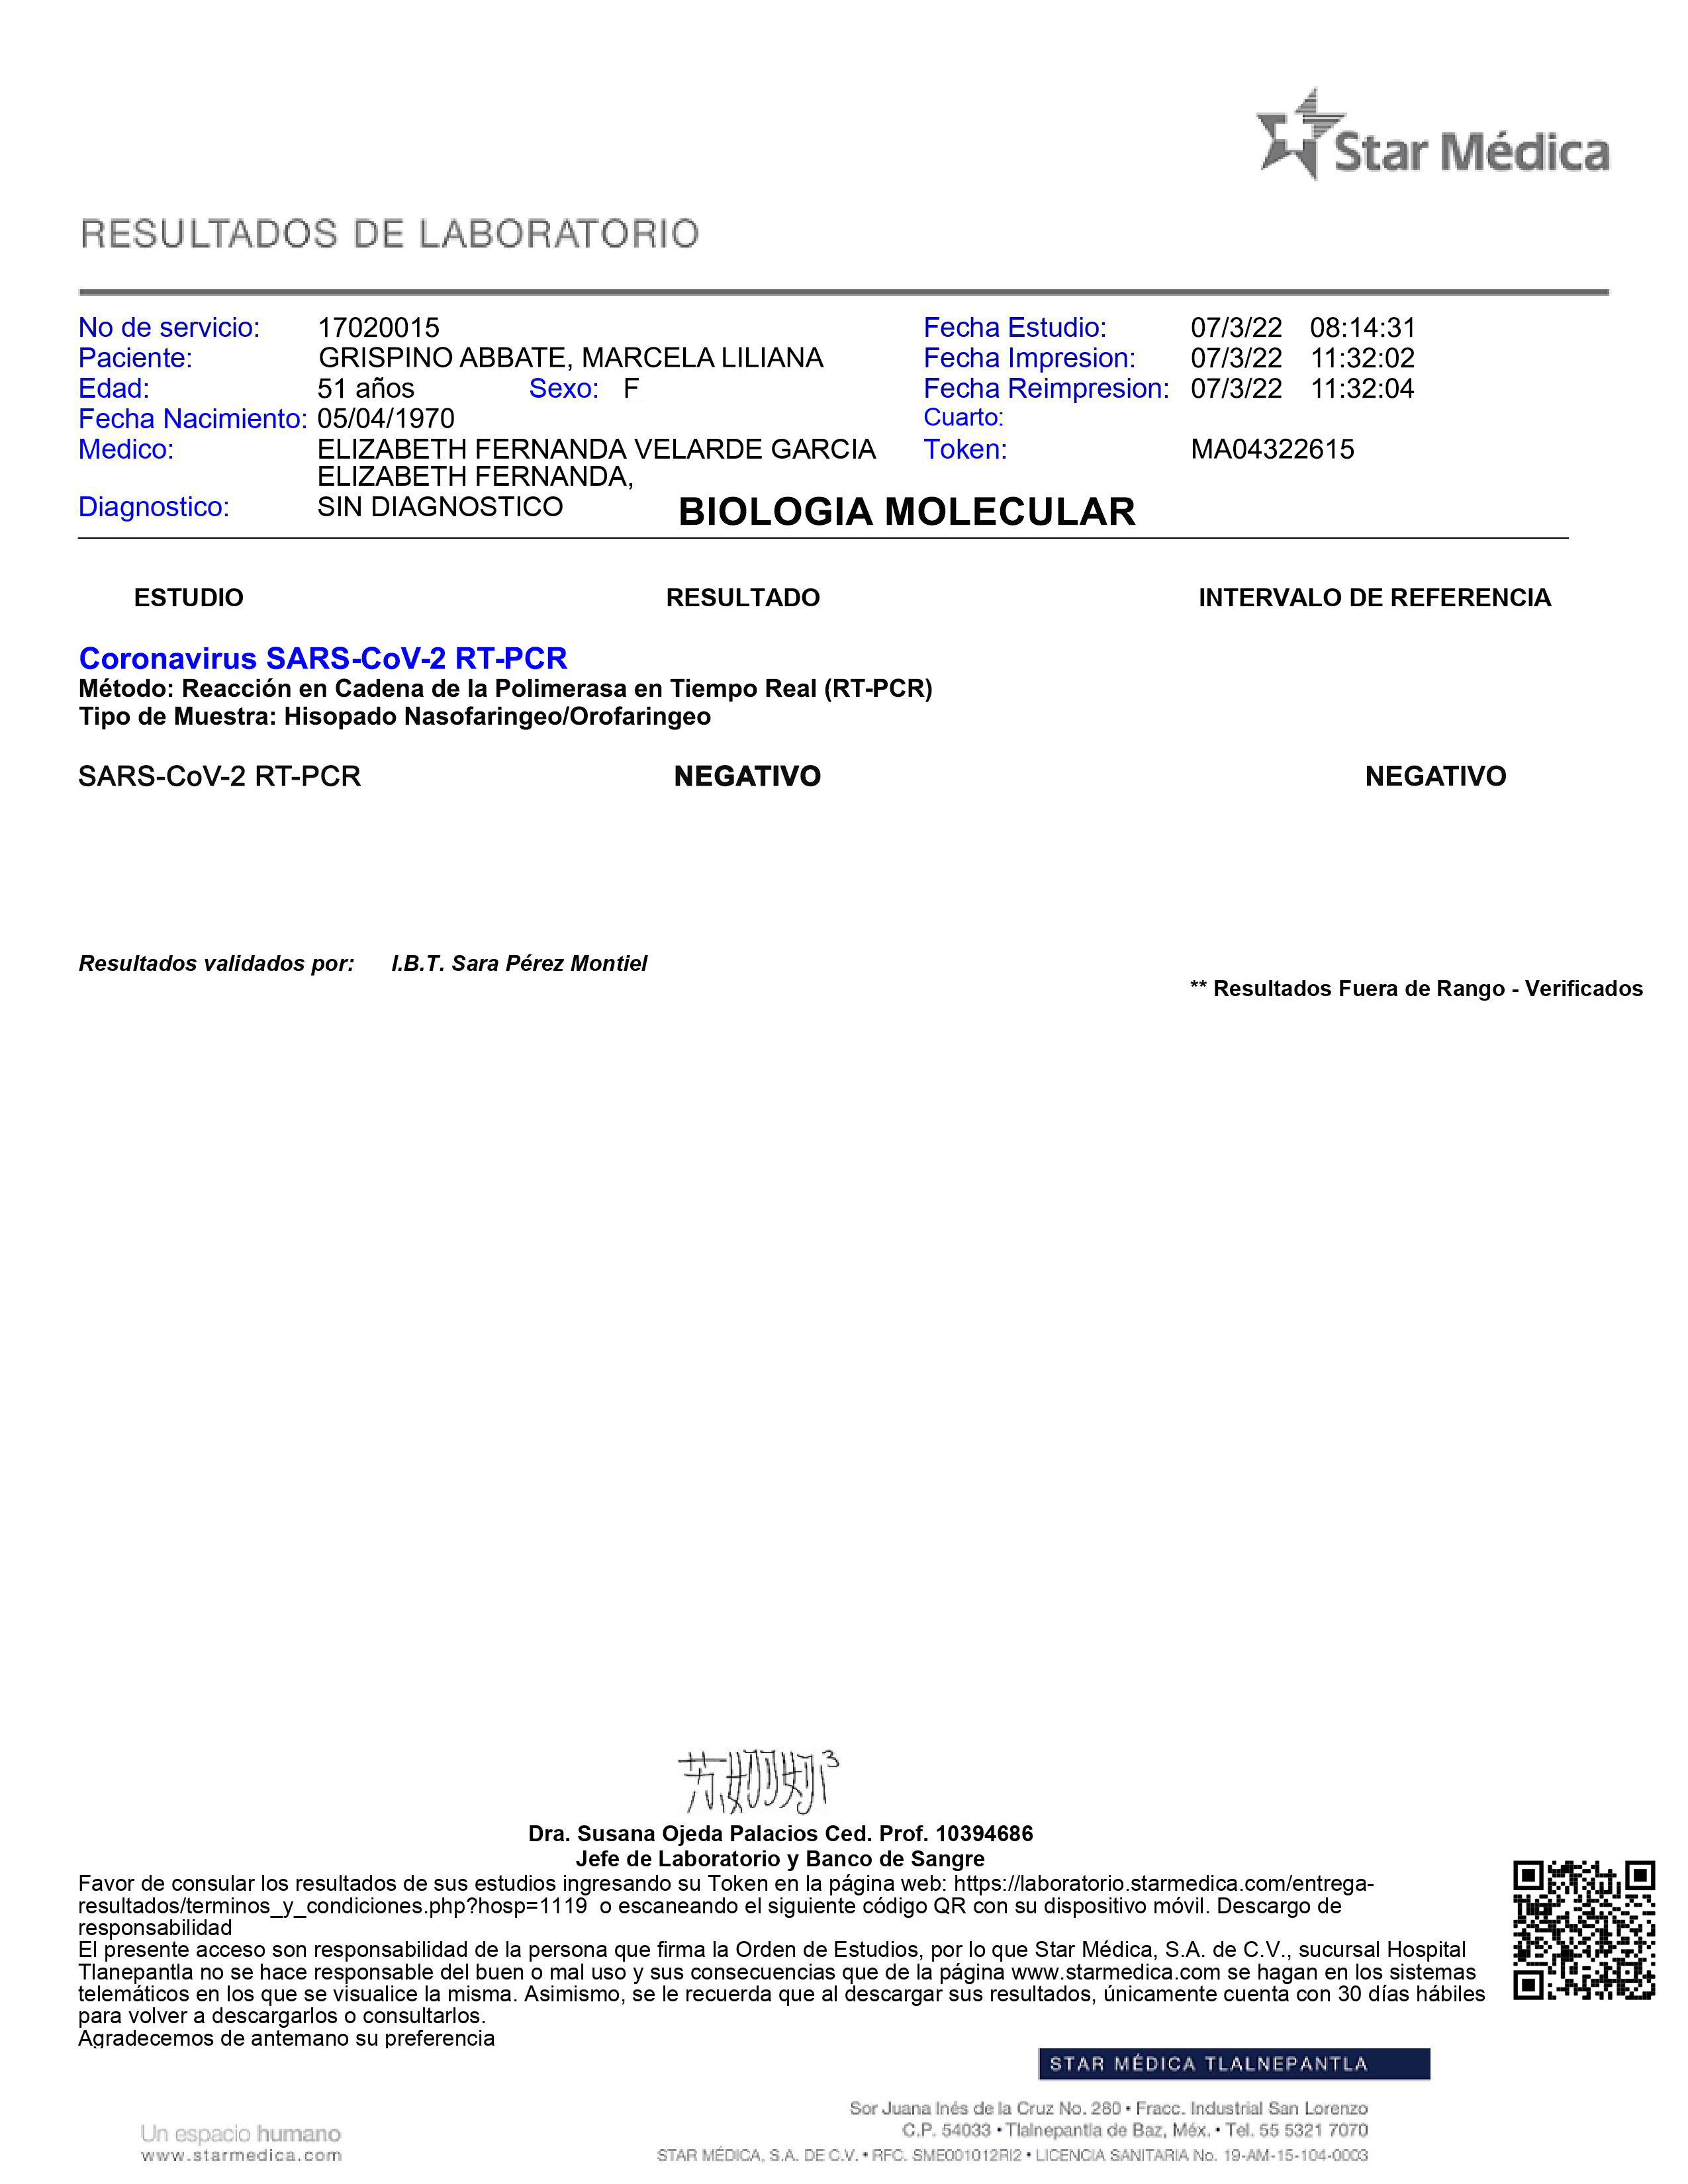 Star Médica
RESULTADOS DE LABORATORIO
No de servicio: 17020015 Fecha Estudio: 07/3/22 08:14:31
Paciente: GRISPINO ABBATE, MARCELA LILIANA Fecha Impresion: 07/3/22 11:32:02
Edad: 51 años Sexo: F Fecha Reimpresion: 07/3/22 11:32:04
Fecha Nacimiento: 05/04/1970 Cuarto:
Medico: ELIZABETH FERNANDA VELARDE GARCIA Token: MA04322615
ELIZABETH FERNANDA,
Diagnostico: SIN DIAGNOSTICO BIOLOGIA MOLECULAR
ESTUDIO RESULTADO INTERVALO DE REFERENCIA
Coronavirus SARS-CoV-2 RT-PCR
Método: Reacción en Cadena de la Polimerasa en Tiempo Real (RT-PCR)
Tipo de Muestra: Hisopado Nasofaringeo/Orofaringeo
SARS-CoV-2 RT-PCR NEGATIVO NEGATIVO
Resultados validados por: I.B.T. Sara Pérez Montiel
** Resultados Fuera de Rango - Verificados
Dra. Susana Ojeda Palacios Ced. Prof. 10394686
Jefe de Laboratorio y Banco de Sangre
Favor de consular los resultados de sus estudios ingresando su Token en la página web: https://laboratorio.starmedica.com/entrega-
resultados/terminos_y_condiciones.php?hosp=1119 o escaneando el siguiente código QR con su dispositivo móvil. Descargo de
responsabilidad
El presente acceso son responsabilidad de la persona que firma la Orden de Estudios, por lo que Star Médica, S.A. de C.V., sucursal Hospital
Tlanepantla no se hace responsable del buen o mal uso y sus consecuencias que de la página www.starmedica.com se hagan en los sistemas
telemáticos en los que se visualice la misma. Asimismo, se le recuerda que al descargar sus resultados, únicamente cuenta con 30 días hábiles
para volver a descargarlos o consultarlos.
Agradecemos de antemano su preferencia
STAR MÉDICA TLALNEPANTLA
Sor Juana Inés de la Cruz No. 280 • Fracc. Industrial San Lorenzo
C.P. 54033 • Tlalnepantla de Baz, Méx. • Tel. 55 5321 7070
STAR MÉDICA, S.A. DE C.V. • RFC. SME001012RI2 • LICENCIA SANITARIA No. 19-AM-15-104-0003
Un espacio humano
www.starmedica.com